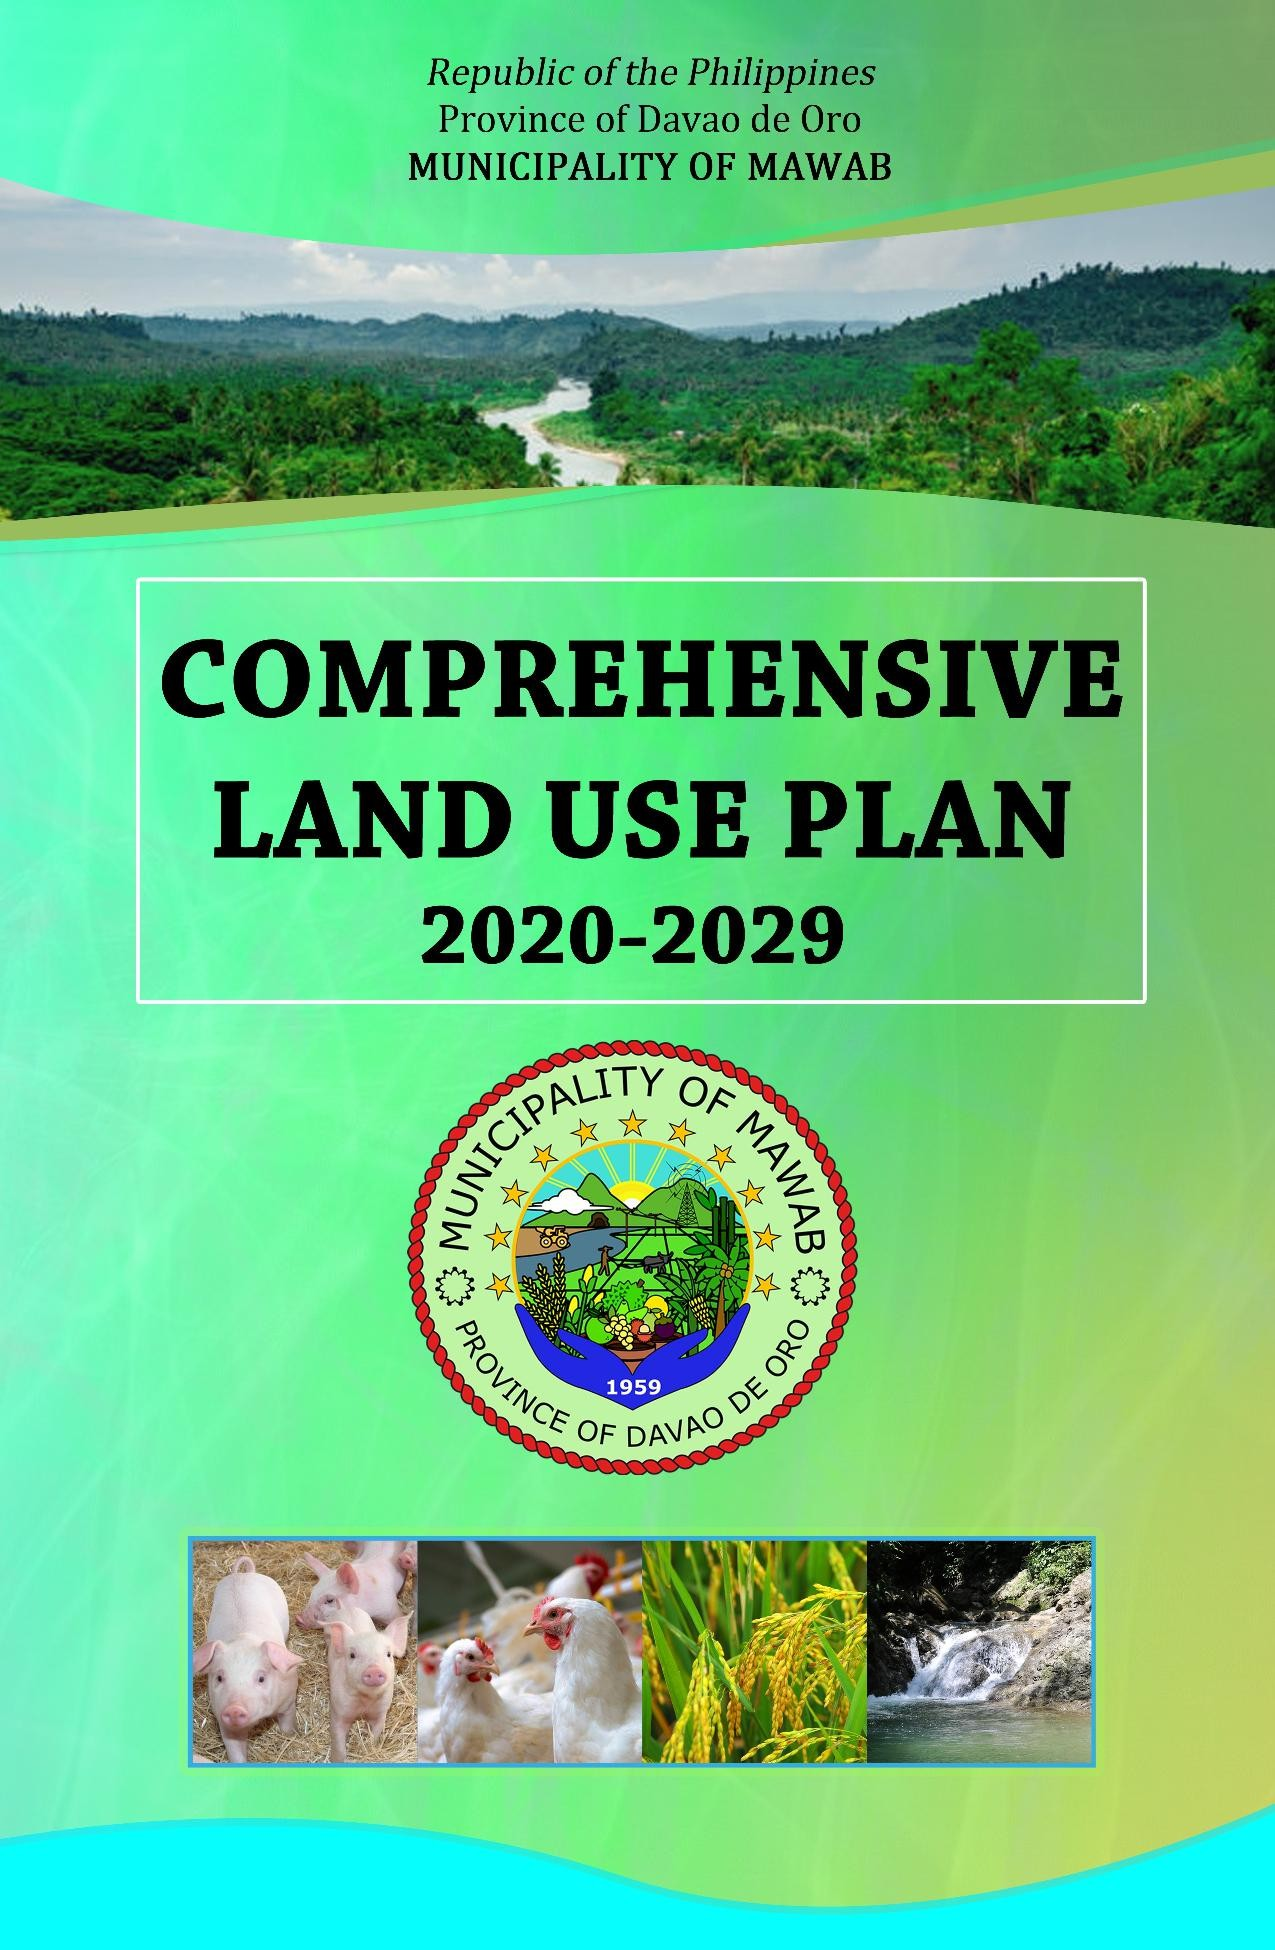 Republic of the Philippines
Province of Davao de Oro
MUNICIPALITY OF MAWAB
COMPREHENSIVE
LAND USE PLAN
2020-2029
MUNICIPALITY OF MAWAB
1959
PROVINCE OF DAVAO DE ORO